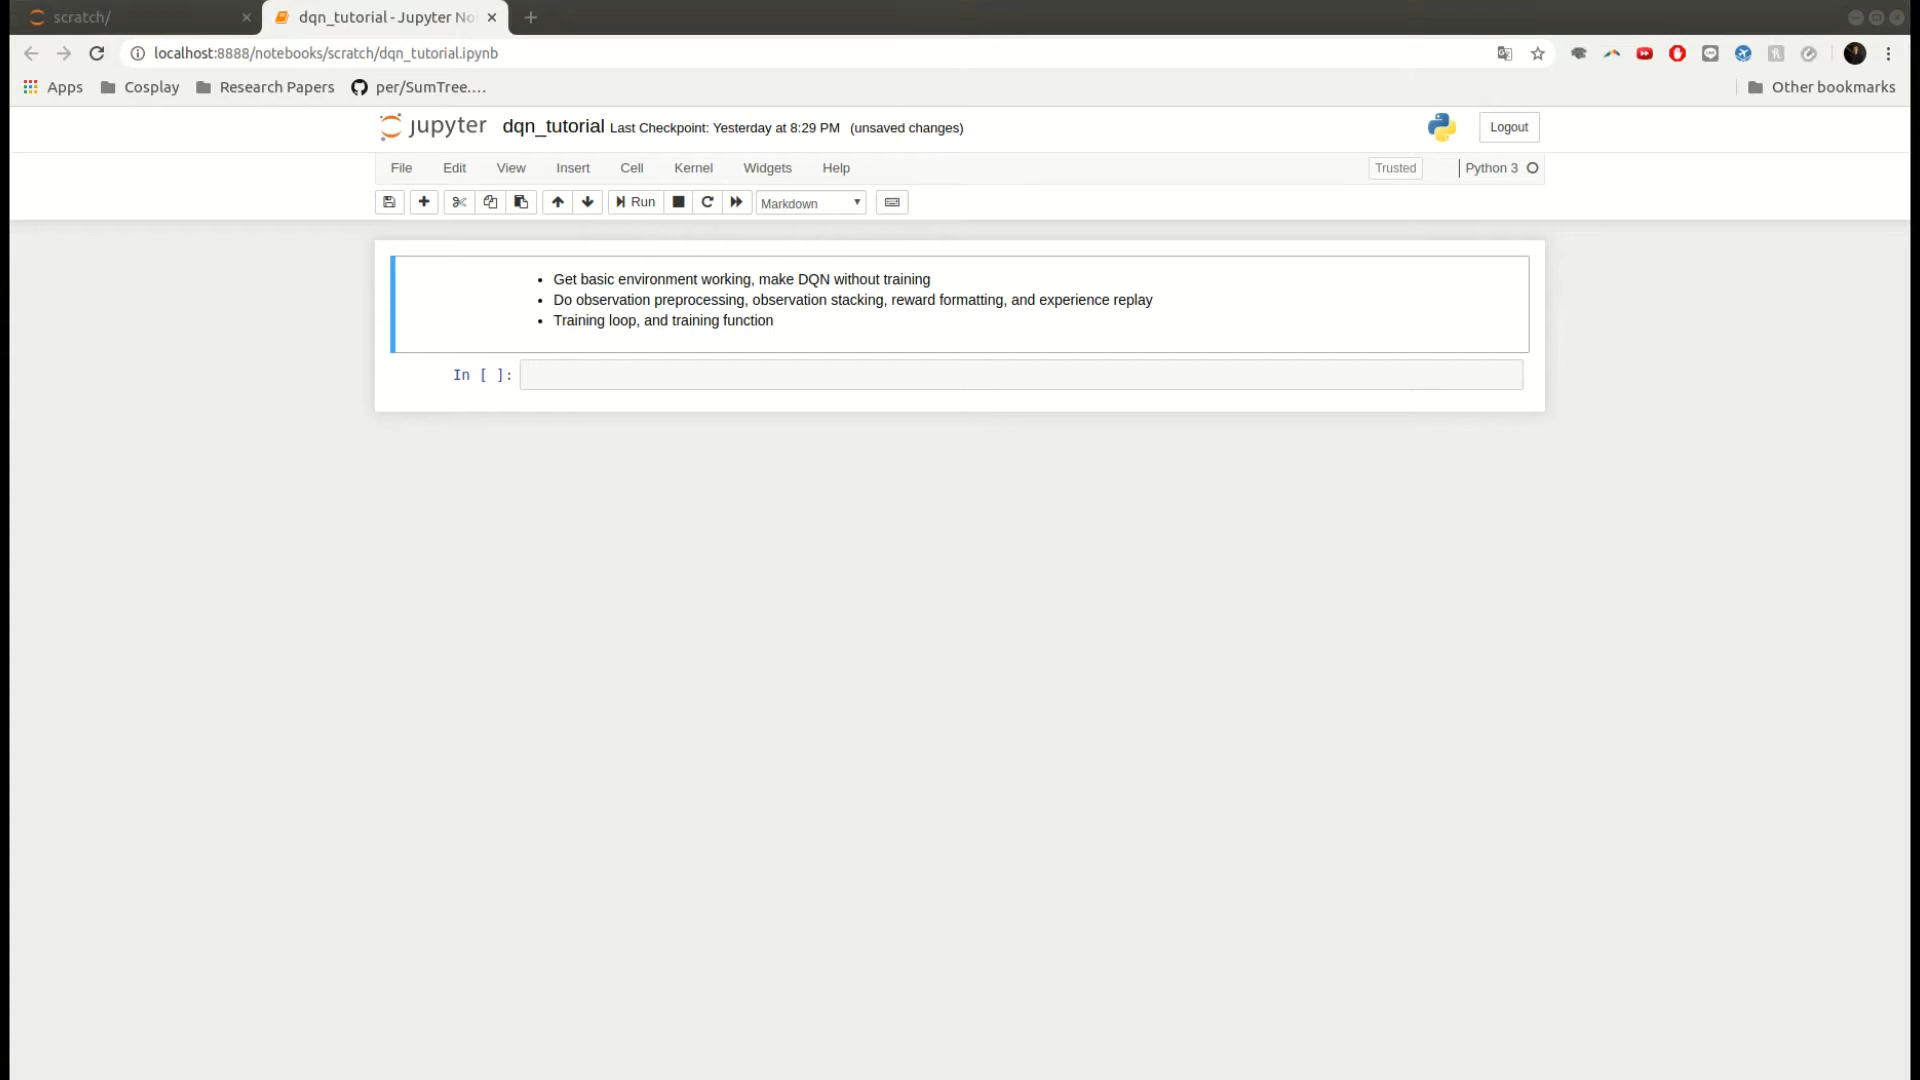 scratch/
dqn_tutorial - Jupyter No
localhost:8888/notebooks/scratch/dqn_tutorial.ipynb
Apps Cosplay Research Papers per/SumTree.... Other bookmarks
jupyter dqn_tutorial Last Checkpoint: Yesterday at 8:29 PM (unsaved changes) Logout
File Edit View Insert Cell Kernel Widgets Help Trusted Python 3
Run Markdown
• Get basic environment working, make DQN without training
• Do observation preprocessing, observation stacking, reward formatting, and experience replay
• Training loop, and training function
In [ ]: